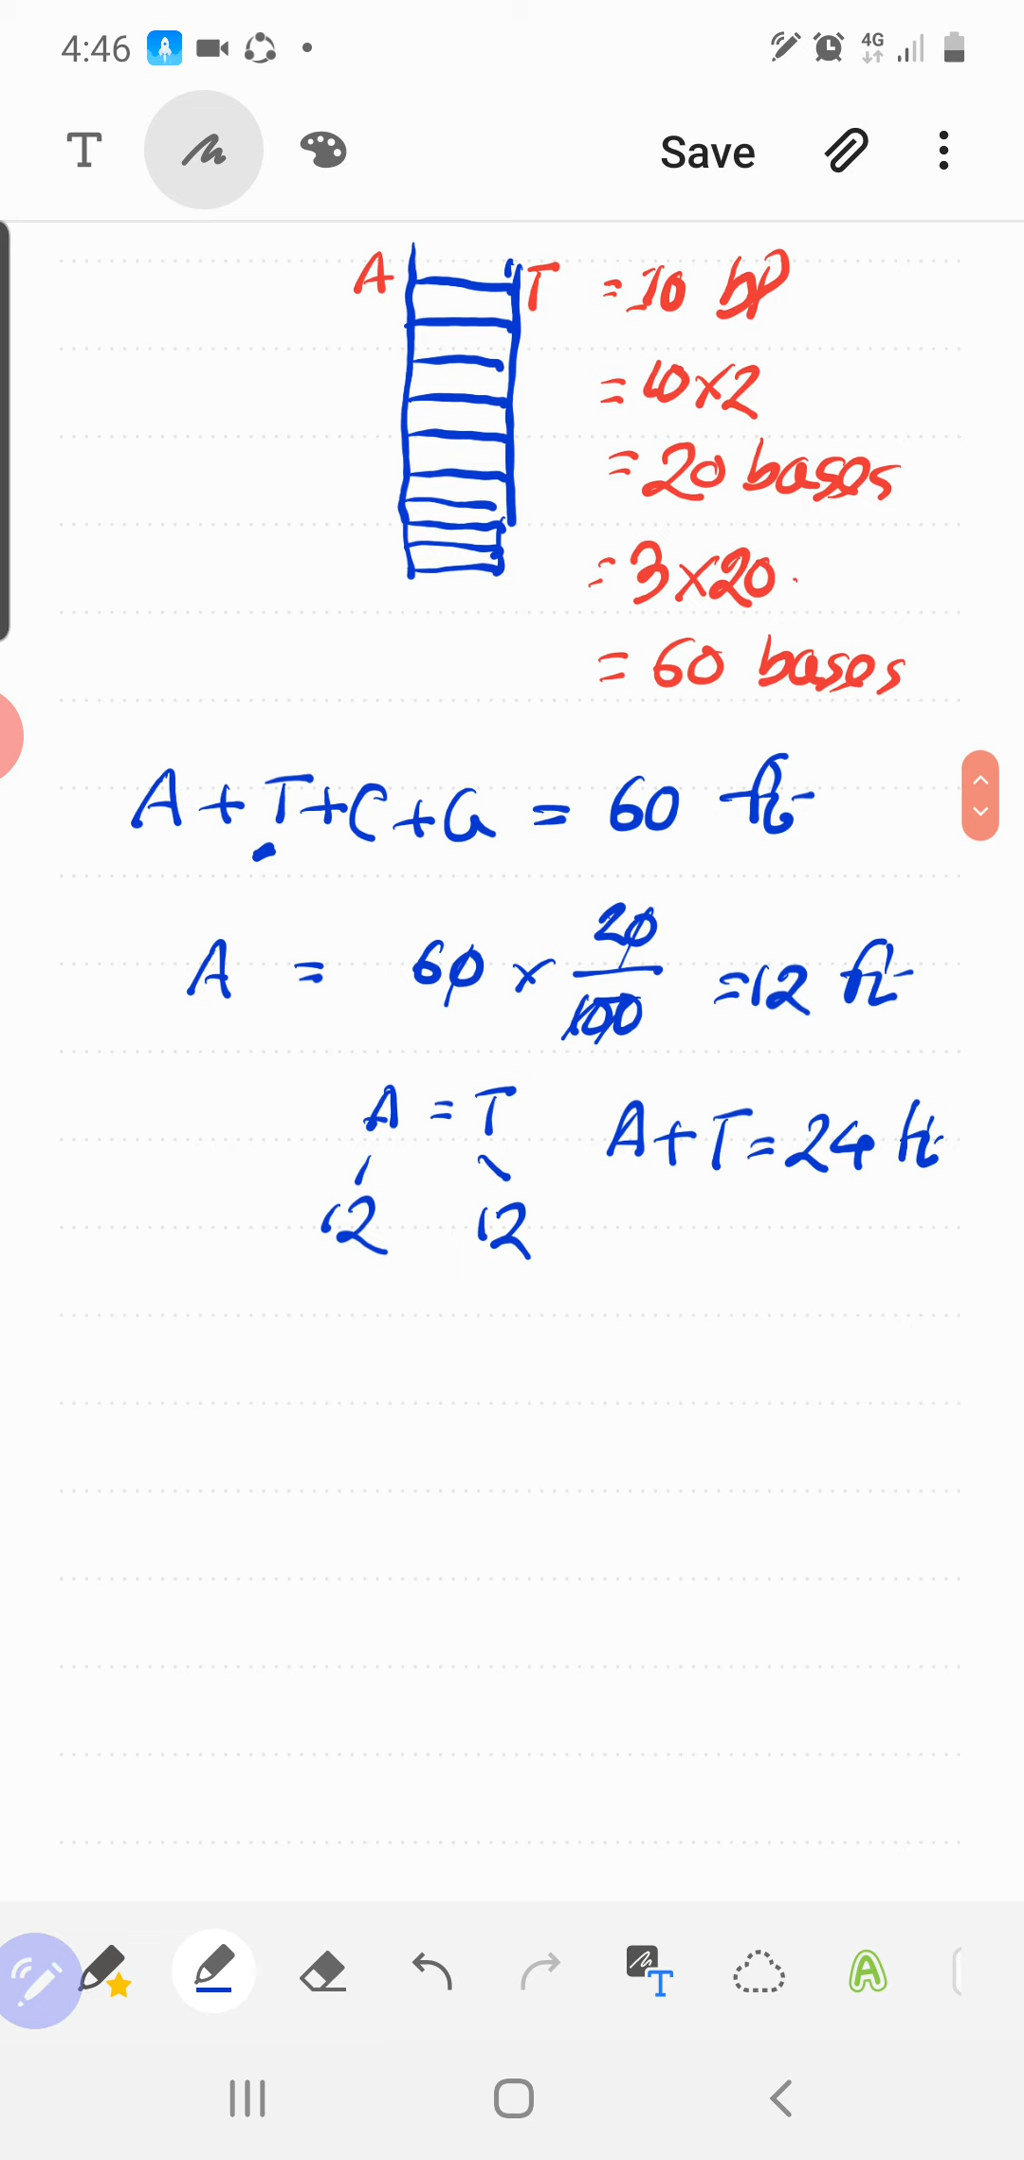 4:46
4G
T Save
A T = 10 bP
= 10×2
= 20 bases
= 3×20
= 60 bases
A+T+C+G = 60
A = 60 × 20/100 = 12
A = T A+T = 24
12 12
T
A